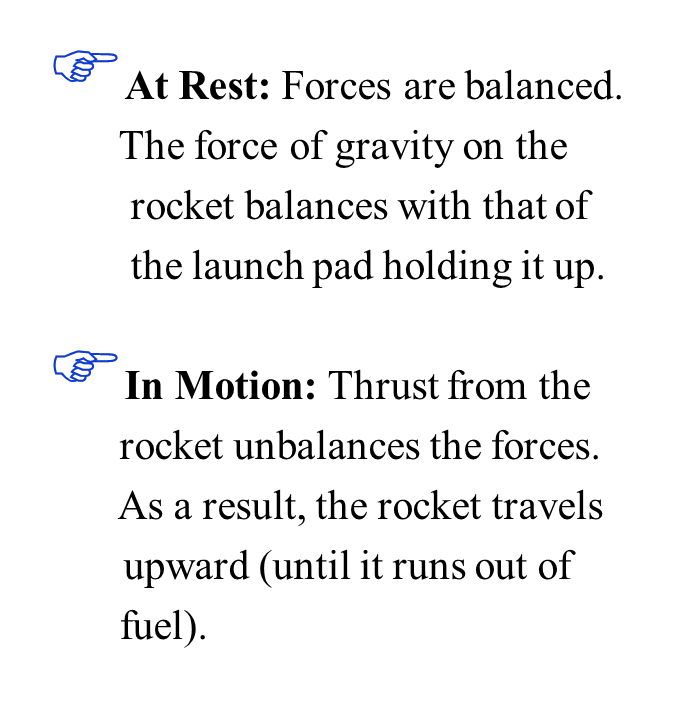 At Rest: Forces are balanced.
The force of gravity on the
rocket balances with that of
the launch pad holding it up.
In Motion: Thrust from the
rocket unbalances the forces.
As a result, the rocket travels
upward (until it runs out of
fuel).